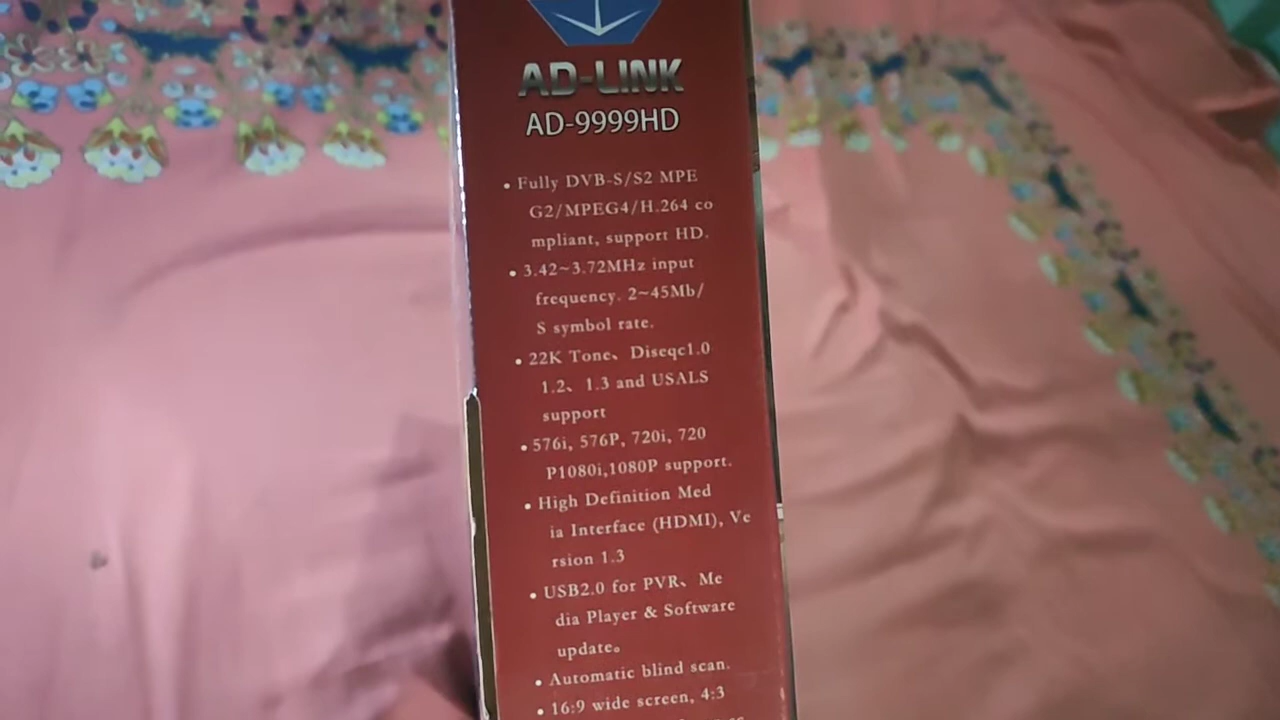 AD-LINK
AD-9999HD
• Fully DVB-S/S2 MPE
G2/MPEG4/H.264 co
mpliant, support HD.
• 3.42~3.72MHz input
frequency. 2~45Mb/
S symbol rate.
• 22K Tone、Diseqc1.0
1.2、1.3 and USALS
support
• 576i, 576P, 720i, 720
P1080i,1080P support.
• High Definition Med
ia Interface (HDMI), Ve
rsion 1.3
• USB2.0 for PVR、Me
dia Player & Software
update。
• Automatic blind scan.
• 16:9 wide screen, 4:3